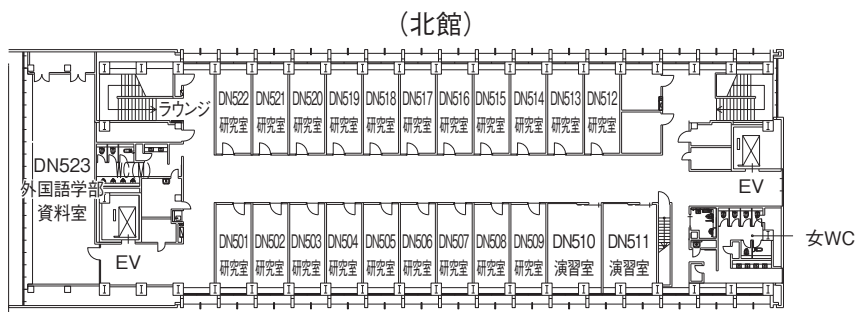 （北館）
DN522
研究室
DN521
研究室
DN520
研究室
DN519
研究室
DN518
研究室
DN517
研究室
DN516
研究室
DN515
研究室
DN514
研究室
DN513
研究室
DN512
研究室
ラウンジ
DN523
外国語学部
資料室
EV
EV
DN501
研究室
DN502
研究室
DN503
研究室
DN504
研究室
DN505
研究室
DN506
研究室
DN507
研究室
DN508
研究室
DN509
研究室
DN510
演習室
DN511
演習室
女WC